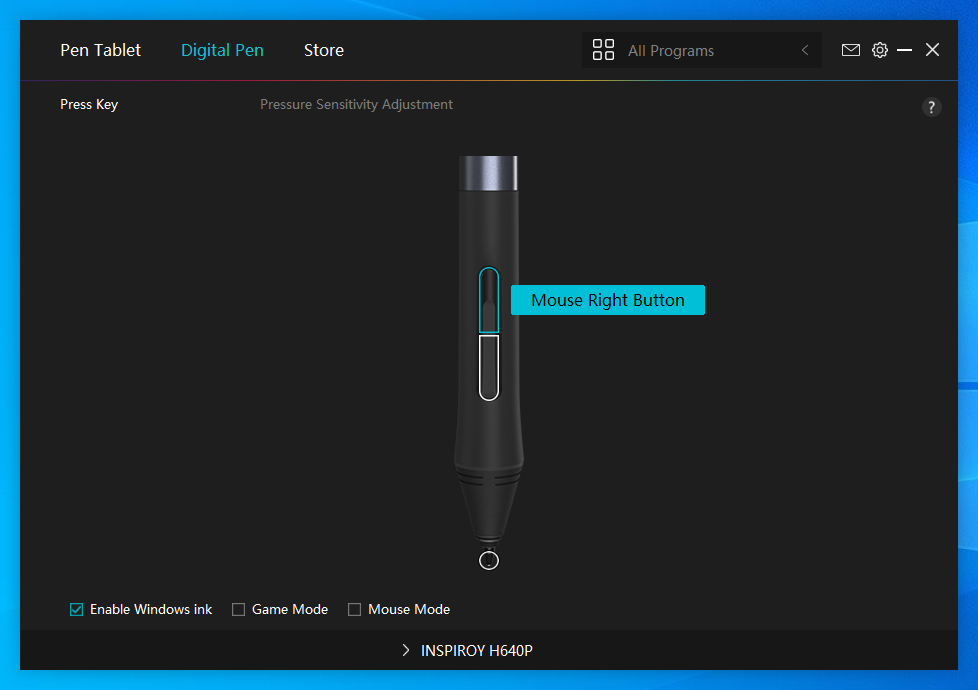 Pen Tablet
Digital Pen
Store
All Programs
Press Key
Pressure Sensitivity Adjustment
?
Mouse Right Button
Enable Windows ink
Game Mode
Mouse Mode
INSPIROY H640P